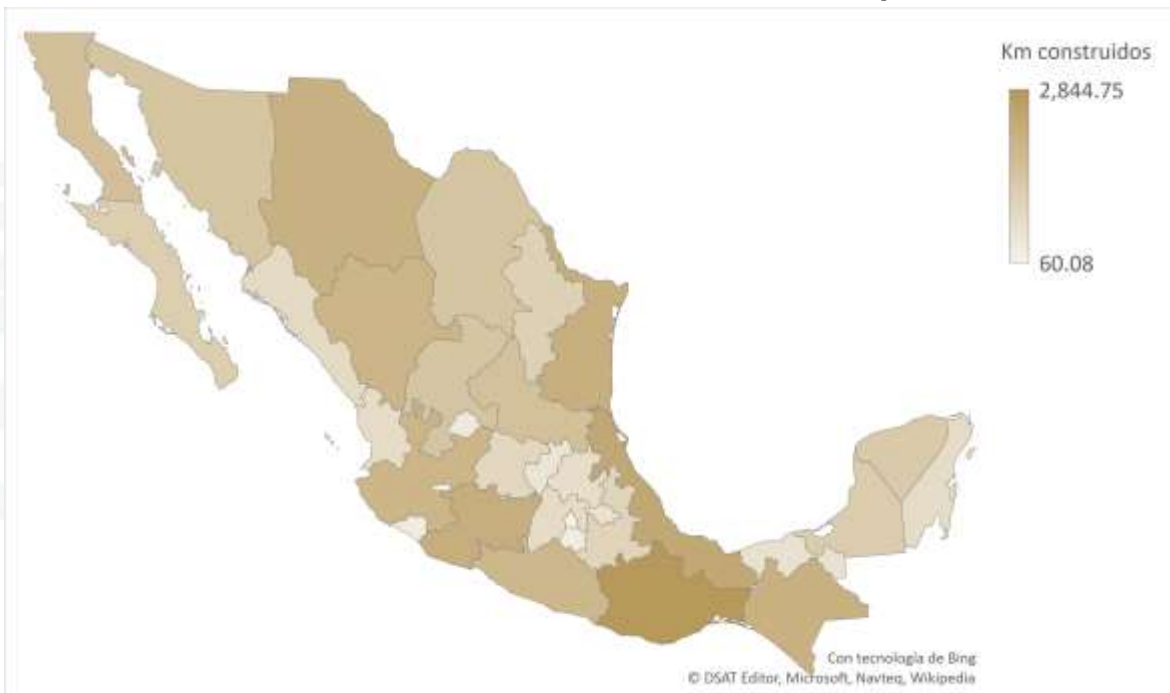 Km construidos
2,844.75
60.08
Con tecnología de Bing
© DSAT Editor, Microsoft, Navteq, Wikipedia